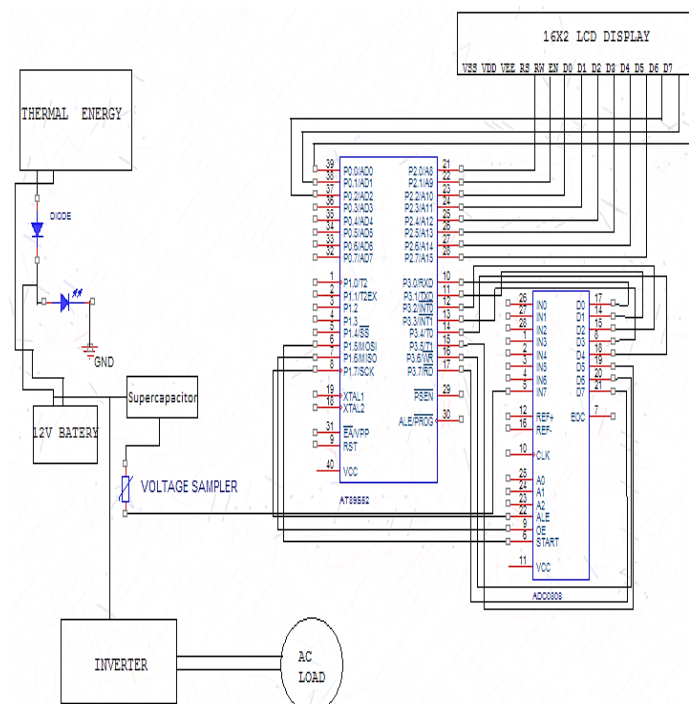 16X2 LCD DISPLAY
VSS VDD VEE RS RW EN D0 D1 D2 D3 D4 D5 D6 D7
THERMAL ENERGY
DIODE
GND
12V BATERY
Supercapacitor
VOLTAGE SAMPLER
INVERTER
AC
LOAD
39 P0.0/AD0 P2.0/A8 21
38 P0.1/AD1 P2.1/A9 22
37 P0.2/AD2 P2.2/A10 23
36 P0.3/AD3 P2.3/A11 24
35 P0.4/AD4 P2.4/A12 25
34 P0.5/AD5 P2.5/A13 26
33 P0.6/AD6 P2.6/A14 27
32 P0.7/AD7 P2.7/A15 28
1 P1.0/T2 P3.0/RXD 10
2 P1.1/T2EX P3.1/TXD 11
3 P1.2 P3.2/INT0 12
4 P1.3 P3.3/INT1 13
5 P1.4/SS P3.4/T0 14
6 P1.5/MOSI P3.5/T1 15
7 P1.6/MISO P3.6/WR 16
8 P1.7/SCK P3.7/RD 17
19 XTAL1 PSEN 29
18 XTAL2
ALE/PROG 30
31 EA/VPP
9 RST
40 VCC
AT89S52
26 IN0 D0 17
27 IN1 D1 14
28 IN2 D2 15
1 IN3 D3 8
2 IN4 D4 18
3 IN5 D5 19
4 IN6 D6 20
5 IN7 D7 21
12 REF+ EOC 7
16 REF-
10 CLK
25 A0
24 A1
23 A2
22 ALE
9 OE
6 START
11 VCC
ADC0808